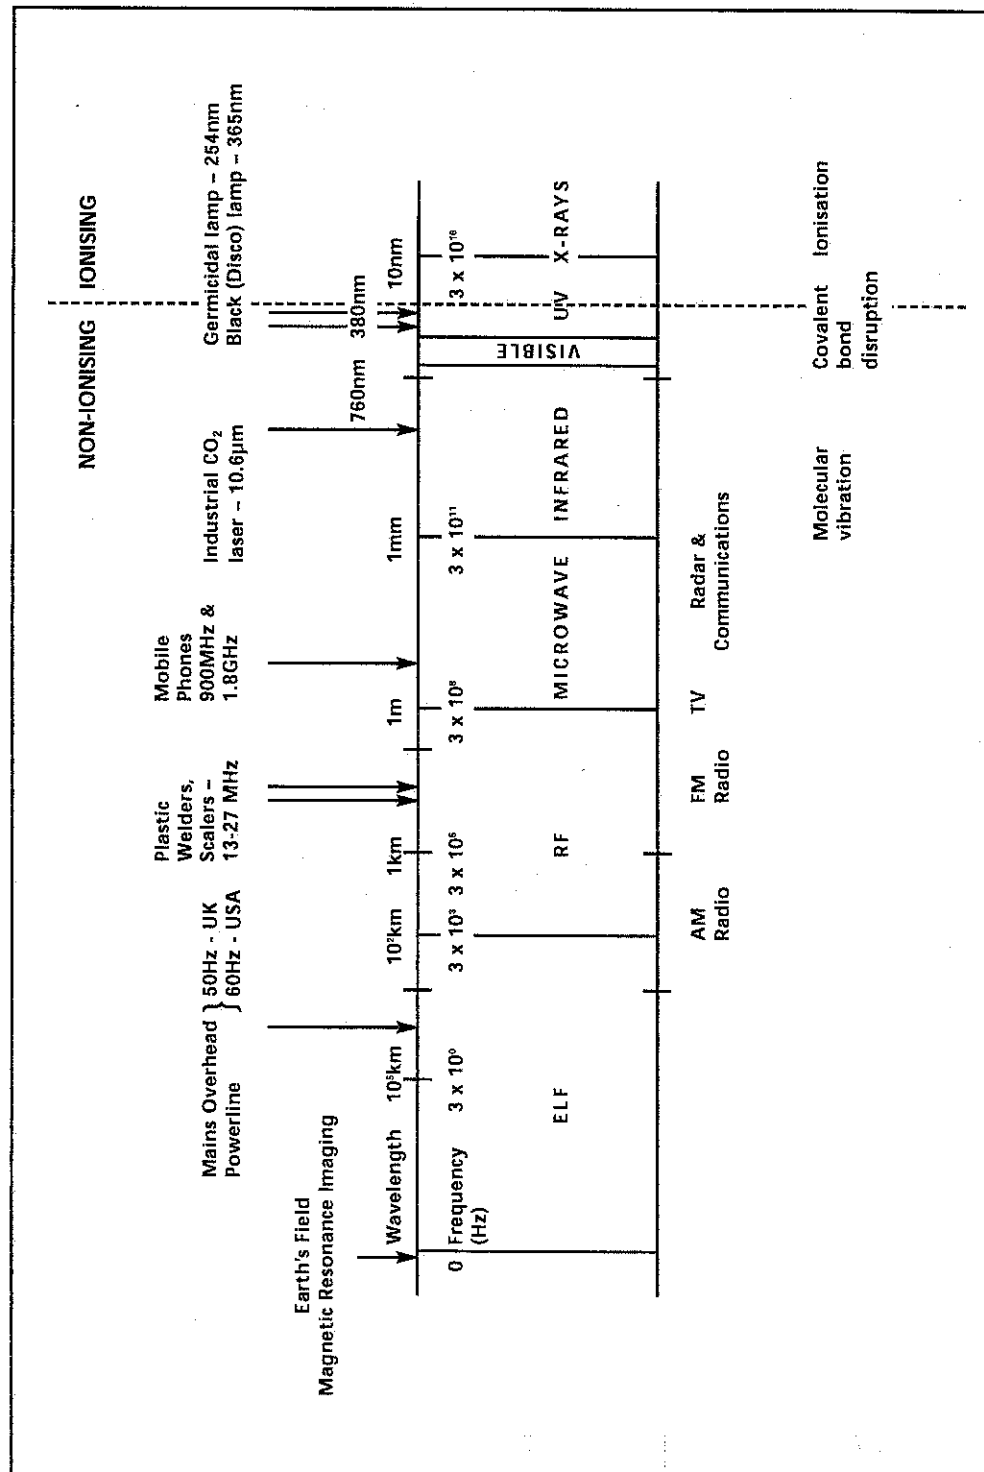 NON-IONISING
IONISING
Mobile
Phones
900MHz &
1.8GHz
Plastic
Welders,
Scalers –
13-27 MHz
Germicidal lamp – 254nm
Black (Disco) lamp – 365nm
Industrial CO₂
laser – 10.6µm
Mains Overhead } 50Hz - UK
Powerline } 60Hz - USA
Earth's Field
Magnetic Resonance Imaging
760nm
380nm
Wavelength
10⁵km
10²km
1km
1m
1mm
10nm
0 Frequency
(Hz)
3 x 10⁰
3 x 10³
3 x 10⁵
3 x 10⁸
3 x 10¹¹
3 x 10¹⁶
VISIBLE
ELF
RF
MICROWAVE
INFRARED
UV
X-RAYS
AM
Radio
FM
Radio
TV
Radar &
Communications
Molecular
vibration
Covalent
bond
disruption
Ionisation